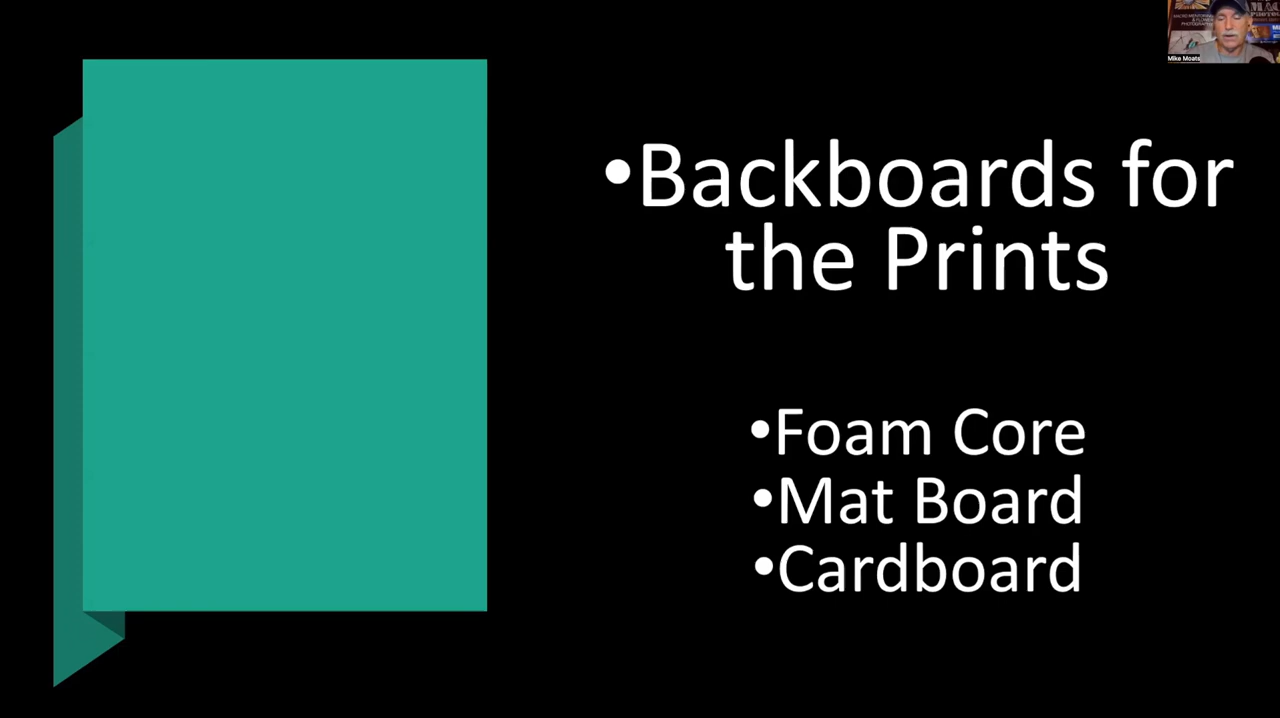 •Backboards for
the Prints
•Foam Core
•Mat Board
•Cardboard
Mike Moats